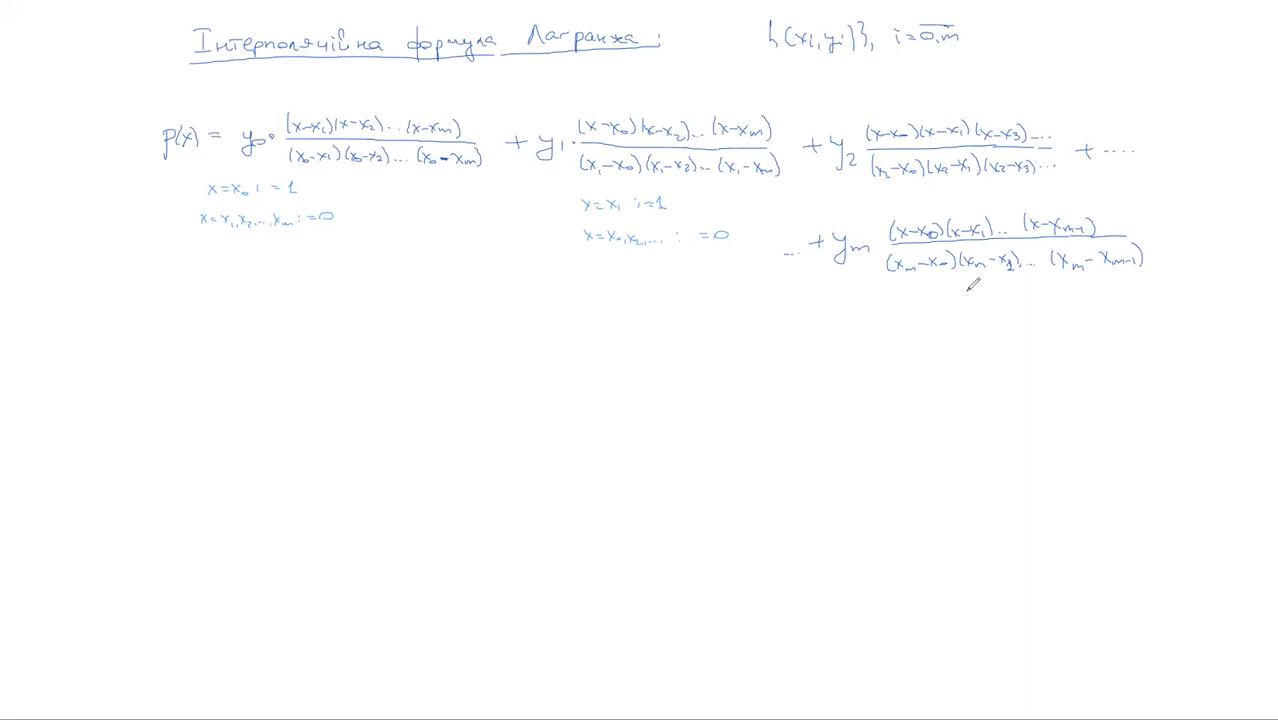 Інтерполяційна формула Лагранжа: {(xi, yi)}, i = 0,m
p(x) = y₀ · (x-x₁)(x-x₂)...(x-xₘ) / (x₀-x₁)(x₀-x₂)...(x₀-xₘ) + y₁ · (x-x₀)(x-x₂)...(x-xₘ) / (x₁-x₀)(x₁-x₂)...(x₁-xₘ) + y₂ (x-x₀)(x-x₁)(x-x₃)... / (x₂-x₀)(x₂-x₁)(x₂-x₃)... + ....
x=x₀ : = 1
x=x₁,x₂,...,xₘ : = 0
x=x₁ : = 1
x=x₀,x₂,... : = 0
... + yₘ (x-x₀)(x-x₁)...(x-xₘ₋₁) / (xₘ-x₀)(xₘ-x₁)...(xₘ-xₘ₋₁)